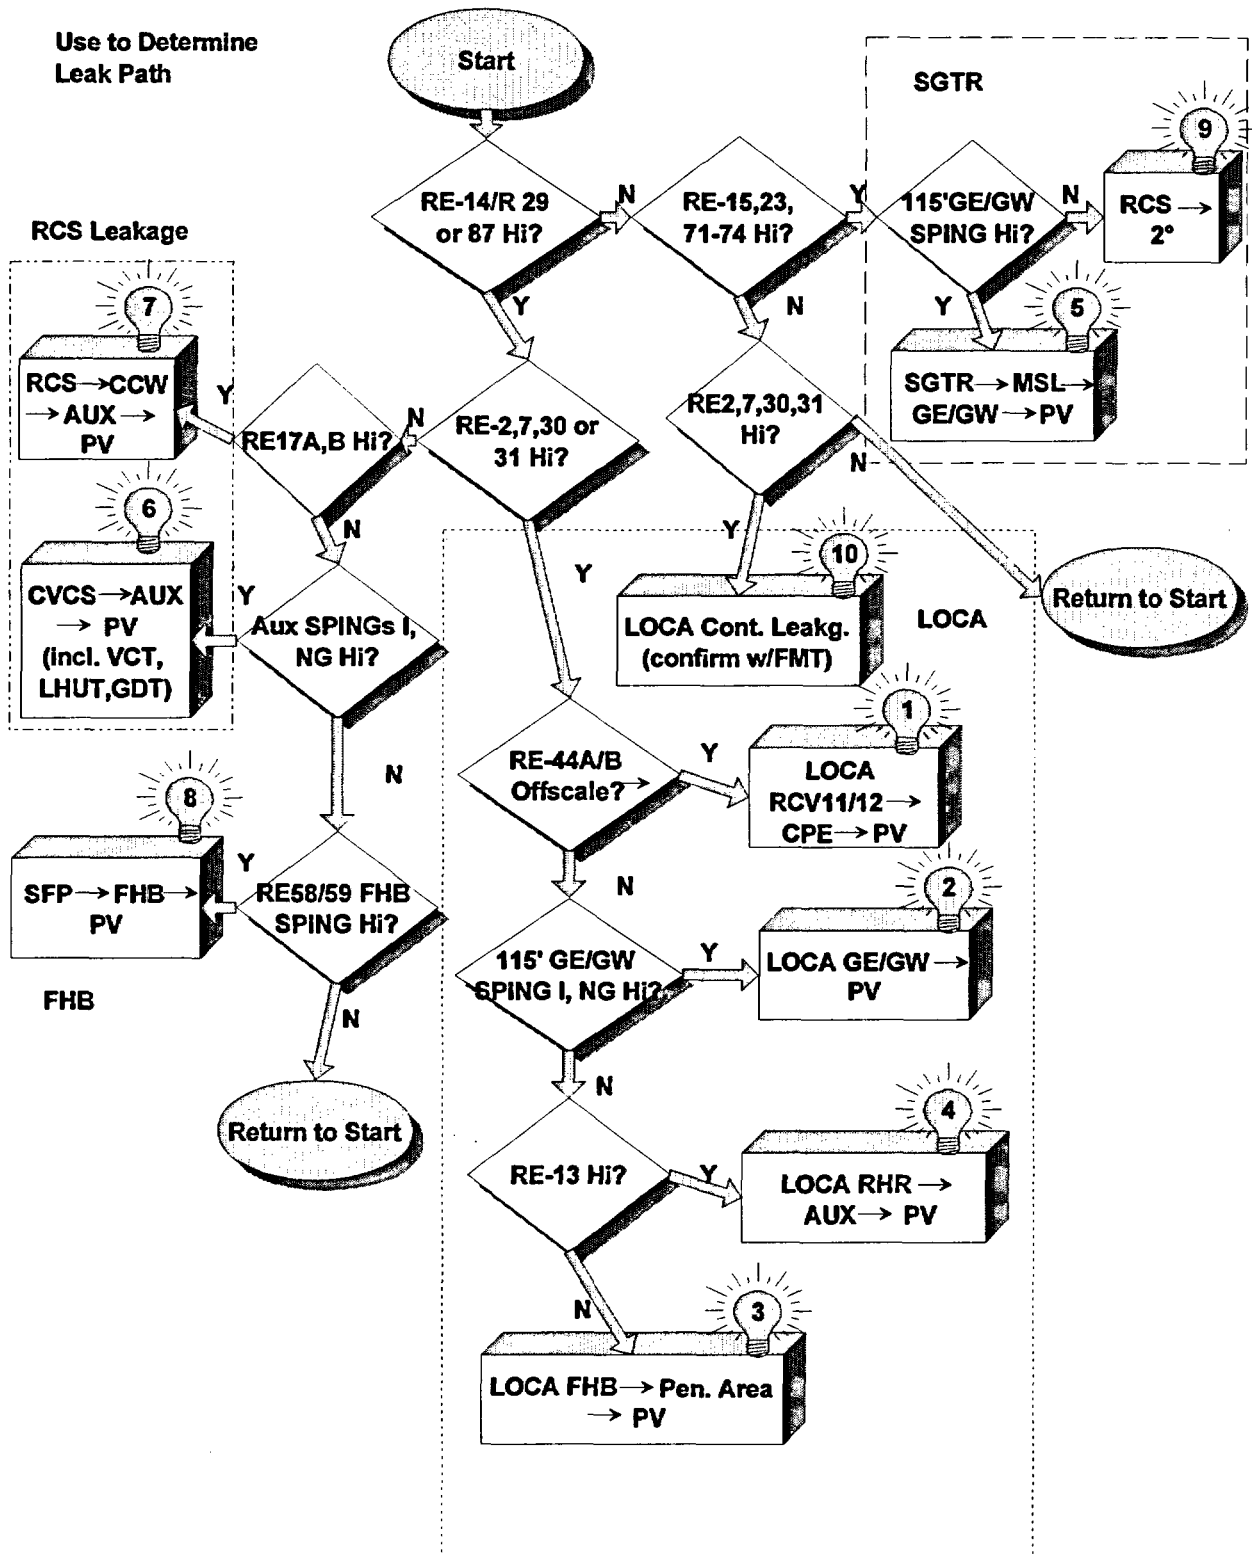 Use to Determine
Leak Path
Start
SGTR
9
RE-14/R 29
or 87 Hi?
N
RE-15,23,
71-74 Hi?
Y
115'GE/GW
SPING Hi?
N
RCS →
2°
RCS Leakage
7
Y
N
Y
5
RCS→CCW
→AUX→
PV
Y
RE17A,B Hi?
N
RE-2,7,30 or
31 Hi?
RE2,7,30,31
Hi?
N
SGTR→MSL→
GE/GW→PV
6
N
Y
Y
10
CVCS→AUX
→ PV
(incl. VCT,
LHUT,GDT)
Y
Aux SPINGs I,
NG Hi?
LOCA Cont. Leakg.
(confirm w/FMT)
LOCA
Return to Start
1
N
RE-44A/B
Offscale?→
Y
LOCA
RCV11/12→
CPE→PV
8
SFP→FHB→
PV
Y
RE58/59 FHB
SPING Hi?
N
2
FHB
N
115' GE/GW
SPING I, NG Hi?
Y
LOCA GE/GW→
PV
N
Return to Start
4
RE-13 Hi?
Y
LOCA RHR→
AUX→ PV
N
3
LOCA FHB→Pen. Area
→ PV